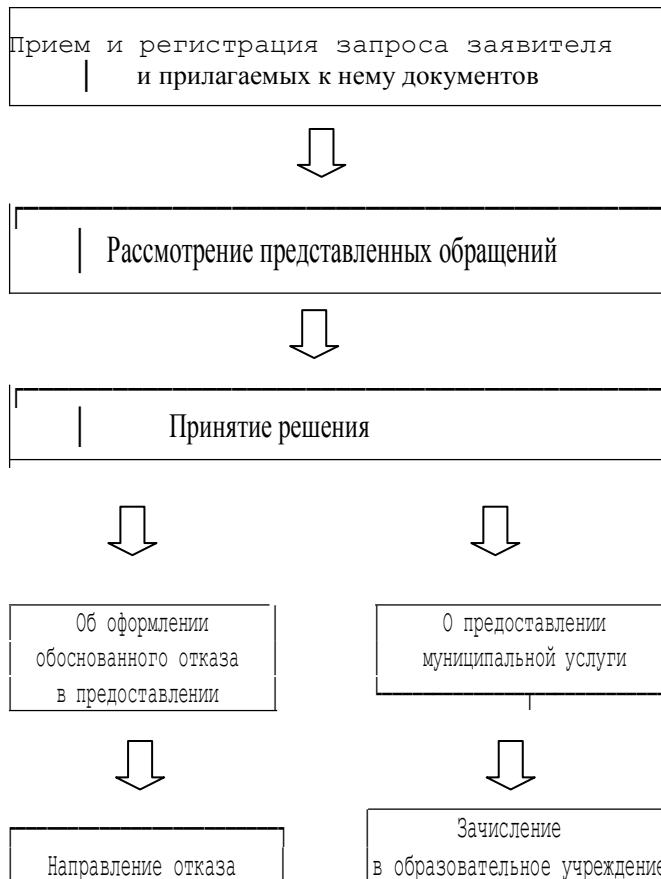 Прием и регистрация запроса заявителя
и прилагаемых к нему документов
Рассмотрение представленных обращений
Принятие решения
Об оформлении
обоснованного отказа
в предоставлении
О предоставлении
муниципальной услуги
Направление отказа
Зачисление
в образовательное учреждение